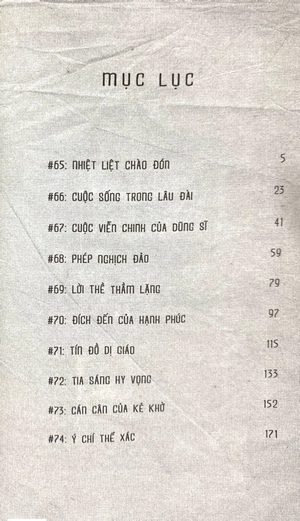 MỤC LỤC
#65: NHIỆT LIỆT CHÀO ĐÓN 5
#66: CUỘC SỐNG TRONG LÂU ĐÀI 23
#67: CUỘC VIỄN CHINH CỦA DŨNG SĨ 41
#68: PHÉP NGHỊCH ĐẢO 59
#69: LỜI THỀ THẦM LẶNG 79
#70: ĐÍCH ĐẾN CỦA HẠNH PHÚC 97
#71: TÍN ĐỒ DỊ GIÁO 115
#72: TIA SÁNG HY VỌNG 133
#73: CÁN CÂN CỦA KẺ KHỜ 152
#74: Ý CHÍ THỂ XÁC 171